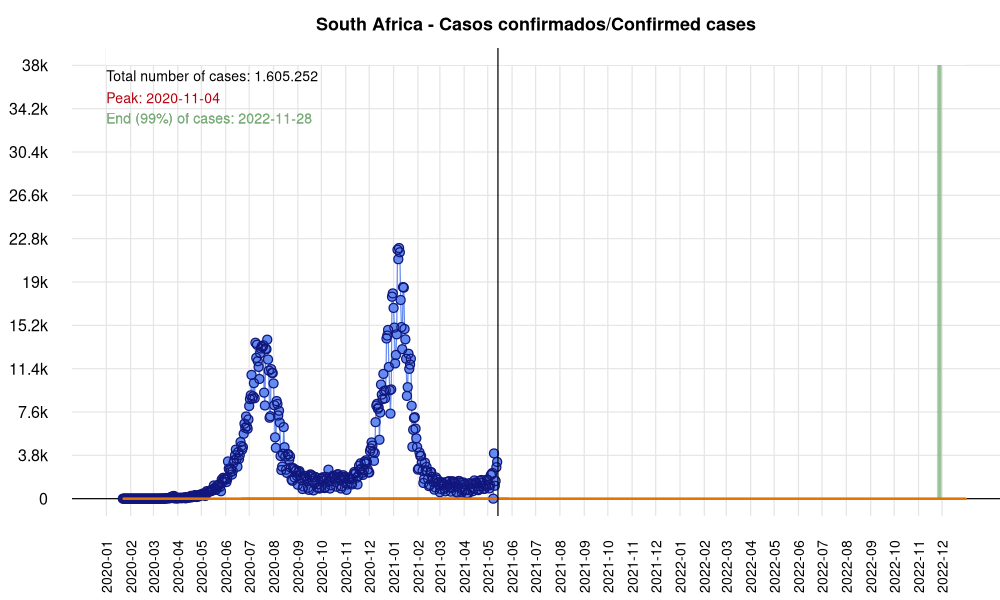 South Africa - Casos confirmados/Confirmed cases
Total number of cases: 1.605.252
Peak: 2020-11-04
End (99%) of cases: 2022-11-28
38k
34.2k
30.4k
26.6k
22.8k
19k
15.2k
11.4k
7.6k
3.8k
0
2020-01
2020-02
2020-03
2020-04
2020-05
2020-06
2020-07
2020-08
2020-09
2020-10
2020-11
2020-12
2021-01
2021-02
2021-03
2021-04
2021-05
2021-06
2021-07
2021-08
2021-09
2021-10
2021-11
2021-12
2022-01
2022-02
2022-03
2022-04
2022-05
2022-06
2022-07
2022-08
2022-09
2022-10
2022-11
2022-12